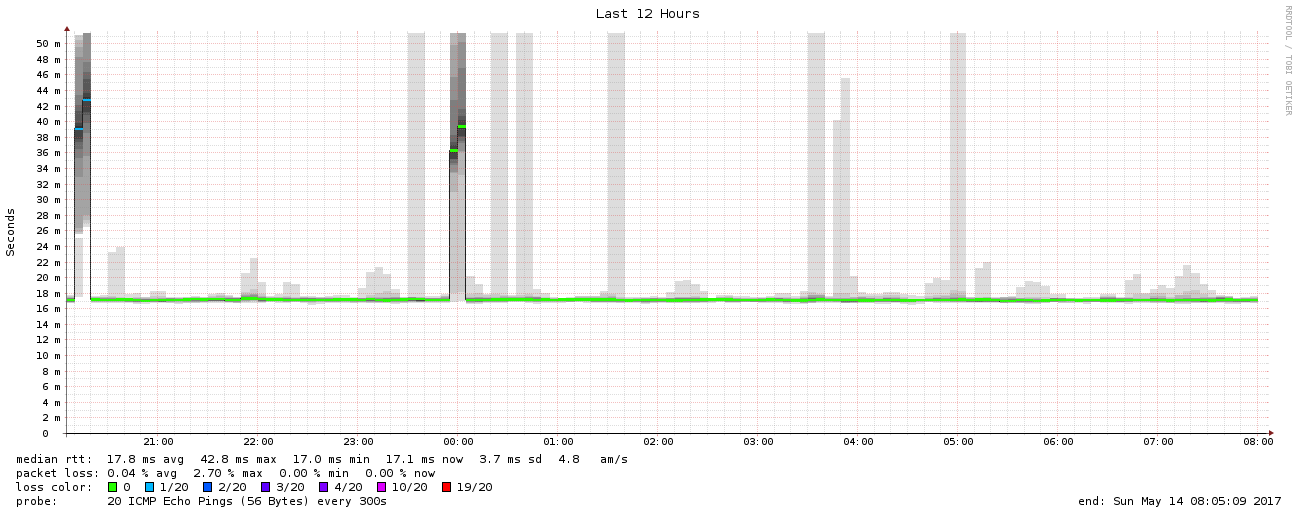 Last 12 Hours
RRDTOOL / TOBI OETIKER
Seconds
50 m
48 m
46 m
44 m
42 m
40 m
38 m
36 m
34 m
32 m
30 m
28 m
26 m
24 m
22 m
20 m
18 m
16 m
14 m
12 m
10 m
8 m
6 m
4 m
2 m
0
21:00 22:00 23:00 00:00 01:00 02:00 03:00 04:00 05:00 06:00 07:00 08:00
median rtt: 17.8 ms avg 42.8 ms max 17.0 ms min 17.1 ms now 3.7 ms sd 4.8 am/s
packet loss: 0.04 % avg 2.70 % max 0.00 % min 0.00 % now
loss color: 0 1/20 2/20 3/20 4/20 10/20 19/20
probe: 20 ICMP Echo Pings (56 Bytes) every 300s end: Sun May 14 08:05:09 2017